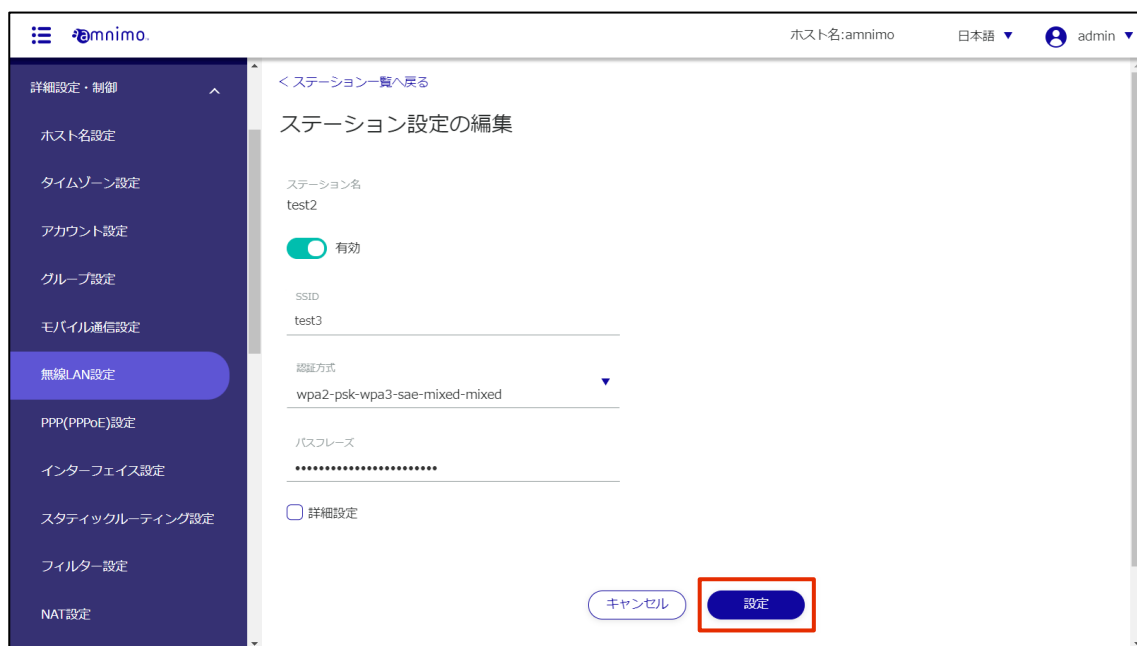 amnimo.
ホスト名:amnimo
日本語
admin
詳細設定・制御
ホスト名設定
タイムゾーン設定
アカウント設定
グループ設定
モバイル通信設定
無線LAN設定
PPP(PPPoE)設定
インターフェイス設定
スタティックルーティング設定
フィルター設定
NAT設定
< ステーション一覧へ戻る
ステーション設定の編集
ステーション名
test2
有効
SSID
test3
認証方式
wpa2-psk-wpa3-sae-mixed-mixed
パスフレーズ
••••••••••••••••••••••••
詳細設定
キャンセル
設定